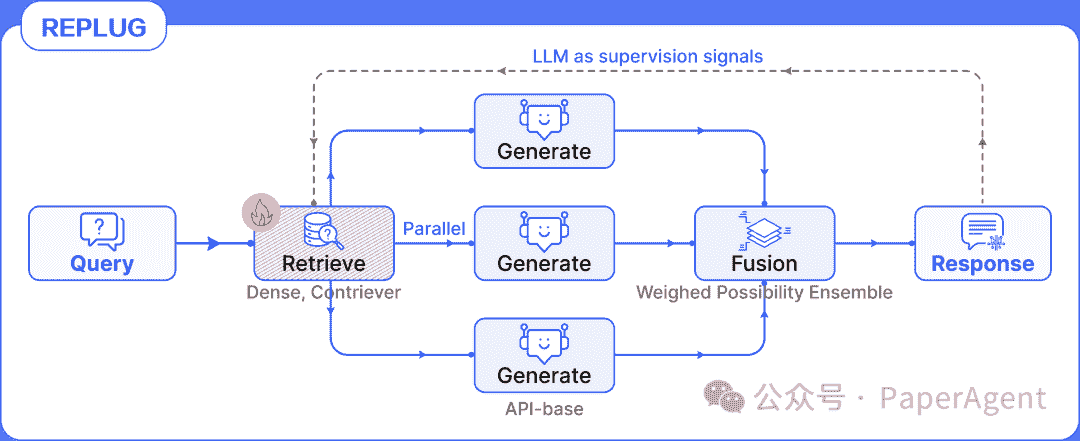 REPLUG
LLM as supervision signals
Generate
Query
Retrieve
Dense, Contriever
Parallel
Generate
Fusion
Weighed Possibility Ensemble
Response
Generate
API-base
公众号 · PaperAgent